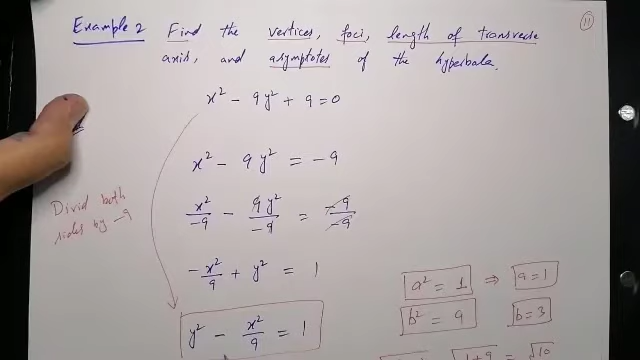 Example 2 Find the vertices, foci, length of transverse
axis, and asymptotes of the hyperbola.
11
x² - 9y² + 9 = 0
x² - 9y² = -9
Divid both
sides by -9
x²/-9 - 9y²/-9 = -9/-9
-x²/9 + y² = 1
a² = 1 ⇒ a = 1
b² = 9 b = 3
y² - x²/9 = 1
√1+9 = √10